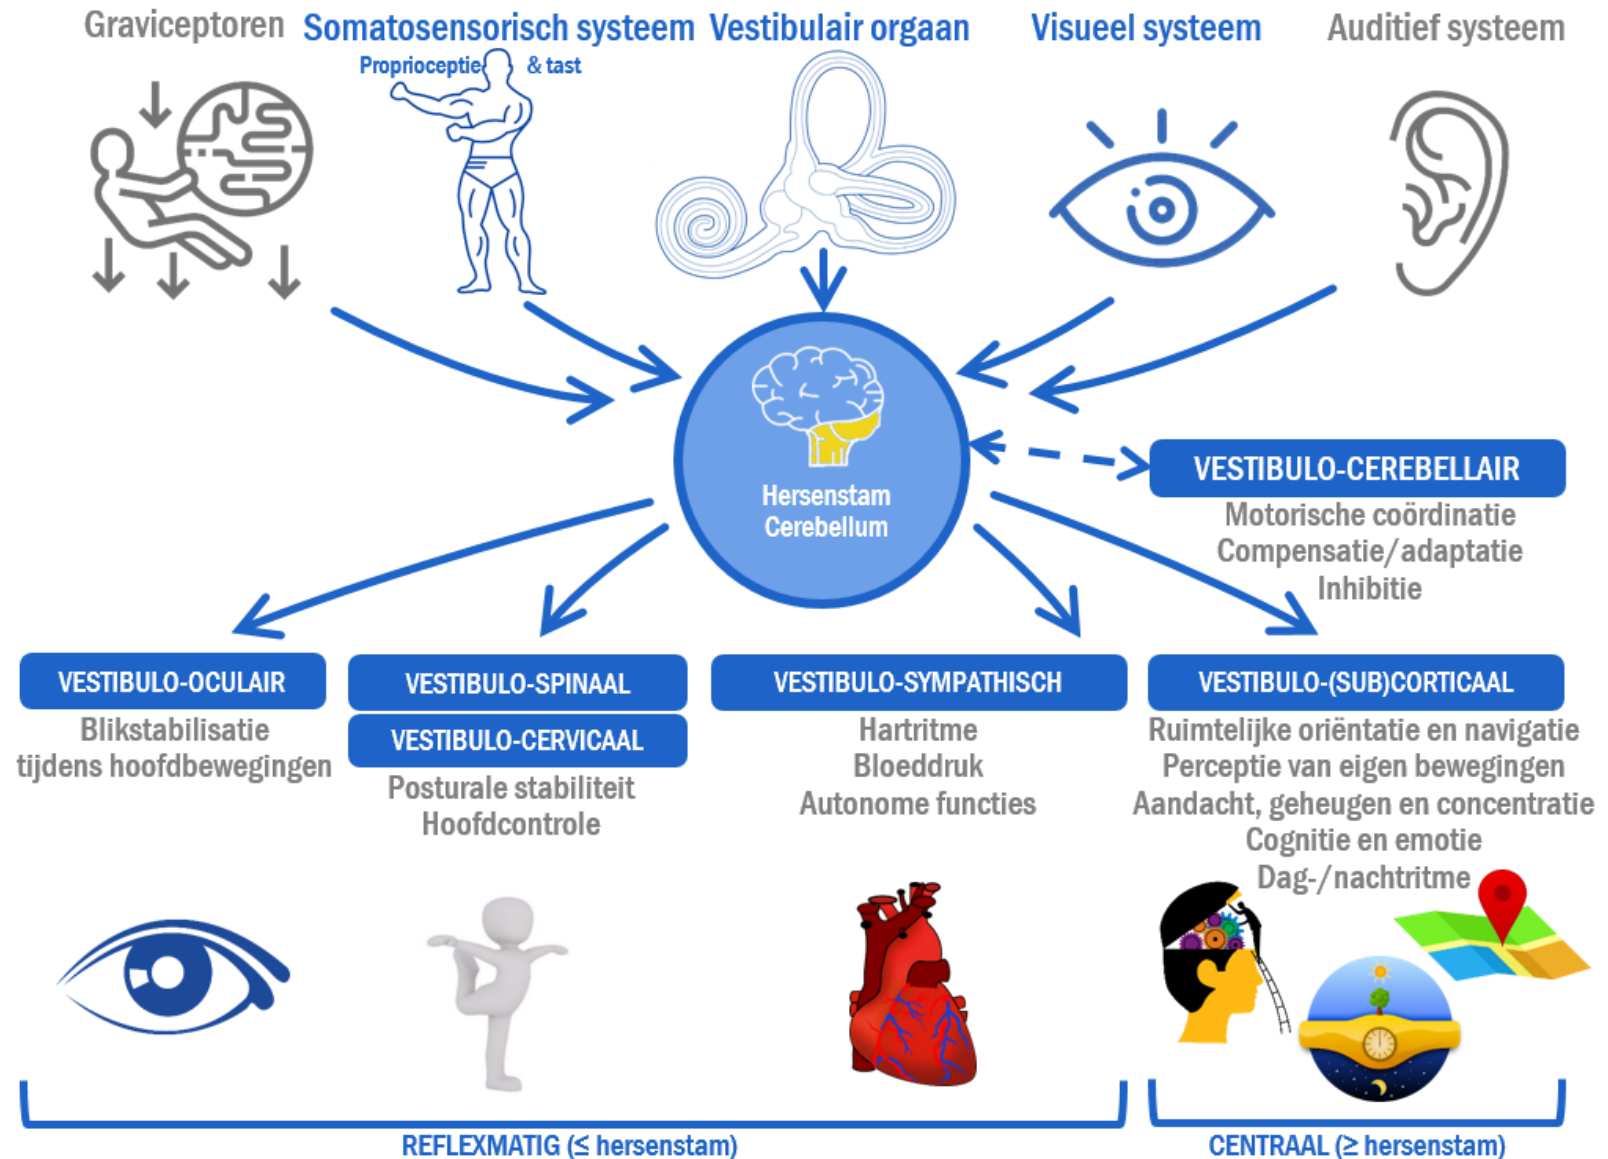 Graviceptoren
Somatosensorisch systeem
Proprioceptie & tast
Vestibulair orgaan
Visueel systeem
Auditief systeem
Hersenstam
Cerebellum
VESTIBULO-CEREBELLAIR
Motorische coördinatie
Compensatie/adaptatie
Inhibitie
VESTIBULO-OCULAIR
Blikstabilisatie
tijdens hoofdbewegingen
VESTIBULO-SPINAAL
VESTIBULO-CERVICAAL
Posturale stabiliteit
Hoofdcontrole
VESTIBULO-SYMPATHISCH
Hartritme
Bloeddruk
Autonome functies
VESTIBULO-(SUB)CORTICAAL
Ruimtelijke oriëntatie en navigatie
Perceptie van eigen bewegingen
Aandacht, geheugen en concentratie
Cognitie en emotie
Dag-/nachtritme
REFLEXMATIG (≤ hersenstam)
CENTRAAL (≥ hersenstam)